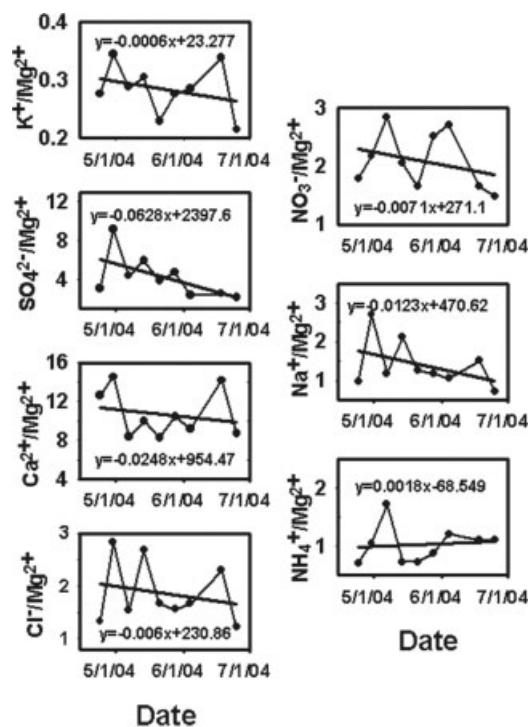 0.4
y=-0.0006x+23.277
0.3
0.2
K⁺/Mg²⁺
5/1/04 6/1/04 7/1/04
12
y=-0.0628x+2397.6
8
4
SO₄²⁻/Mg²⁺
5/1/04 6/1/04 7/1/04
16
12
8
4
y=-0.0248x+954.47
Ca²⁺/Mg²⁺
5/1/04 6/1/04 7/1/04
3
2
1
y=-0.006x+230.86
Cl⁻/Mg²⁺
5/1/04 6/1/04 7/1/04
Date
3
2
1
y=-0.0071x+271.1
NO₃⁻/Mg²⁺
5/1/04 6/1/04 7/1/04
3
y=-0.0123x+470.62
2
1
Na⁺/Mg²⁺
5/1/04 6/1/04 7/1/04
2
y=0.0018x-68.549
1
NH₄⁺/Mg²⁺
5/1/04 6/1/04 7/1/04
Date